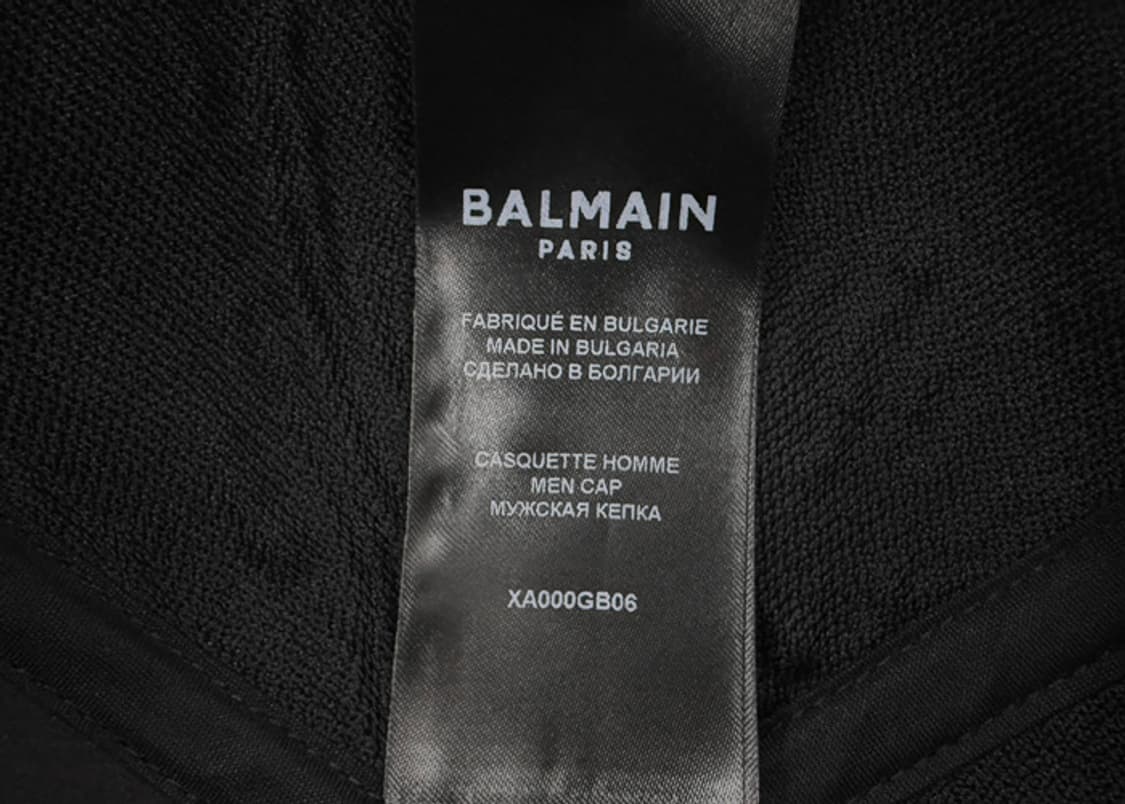 BALMAIN
PARIS
FABRIQUÉ EN BULGARIE
MADE IN BULGARIA
СДЕЛАНО В БОЛГАРИИ
CASQUETTE HOMME
MEN CAP
МУЖСКАЯ КЕПКА
XA000GB06